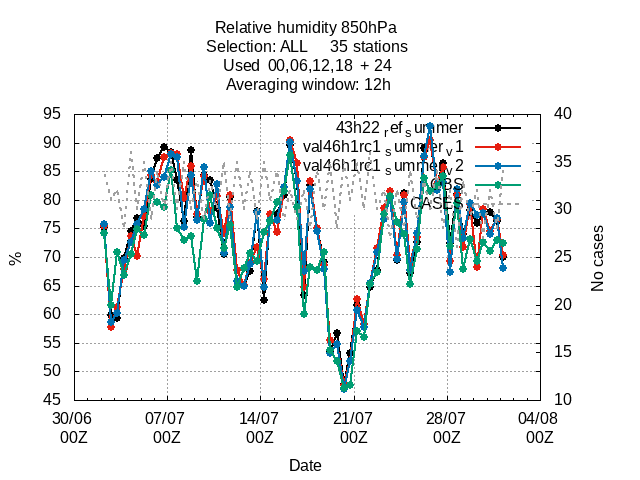 Relative humidity 850hPa
Selection: ALL 35 stations
Used 00,06,12,18 + 24
Averaging window: 12h
43h22_ref_summer
val46h1rc1_summer_v1
val46h1rc1_summer_v2
OBS
CASES
95
90
85
80
75
70
65
60
55
50
45
%
40
35
30
25
20
15
10
No cases
30/06 07/07 14/07 21/07 28/07 04/08
00Z 00Z 00Z 00Z 00Z 00Z
Date